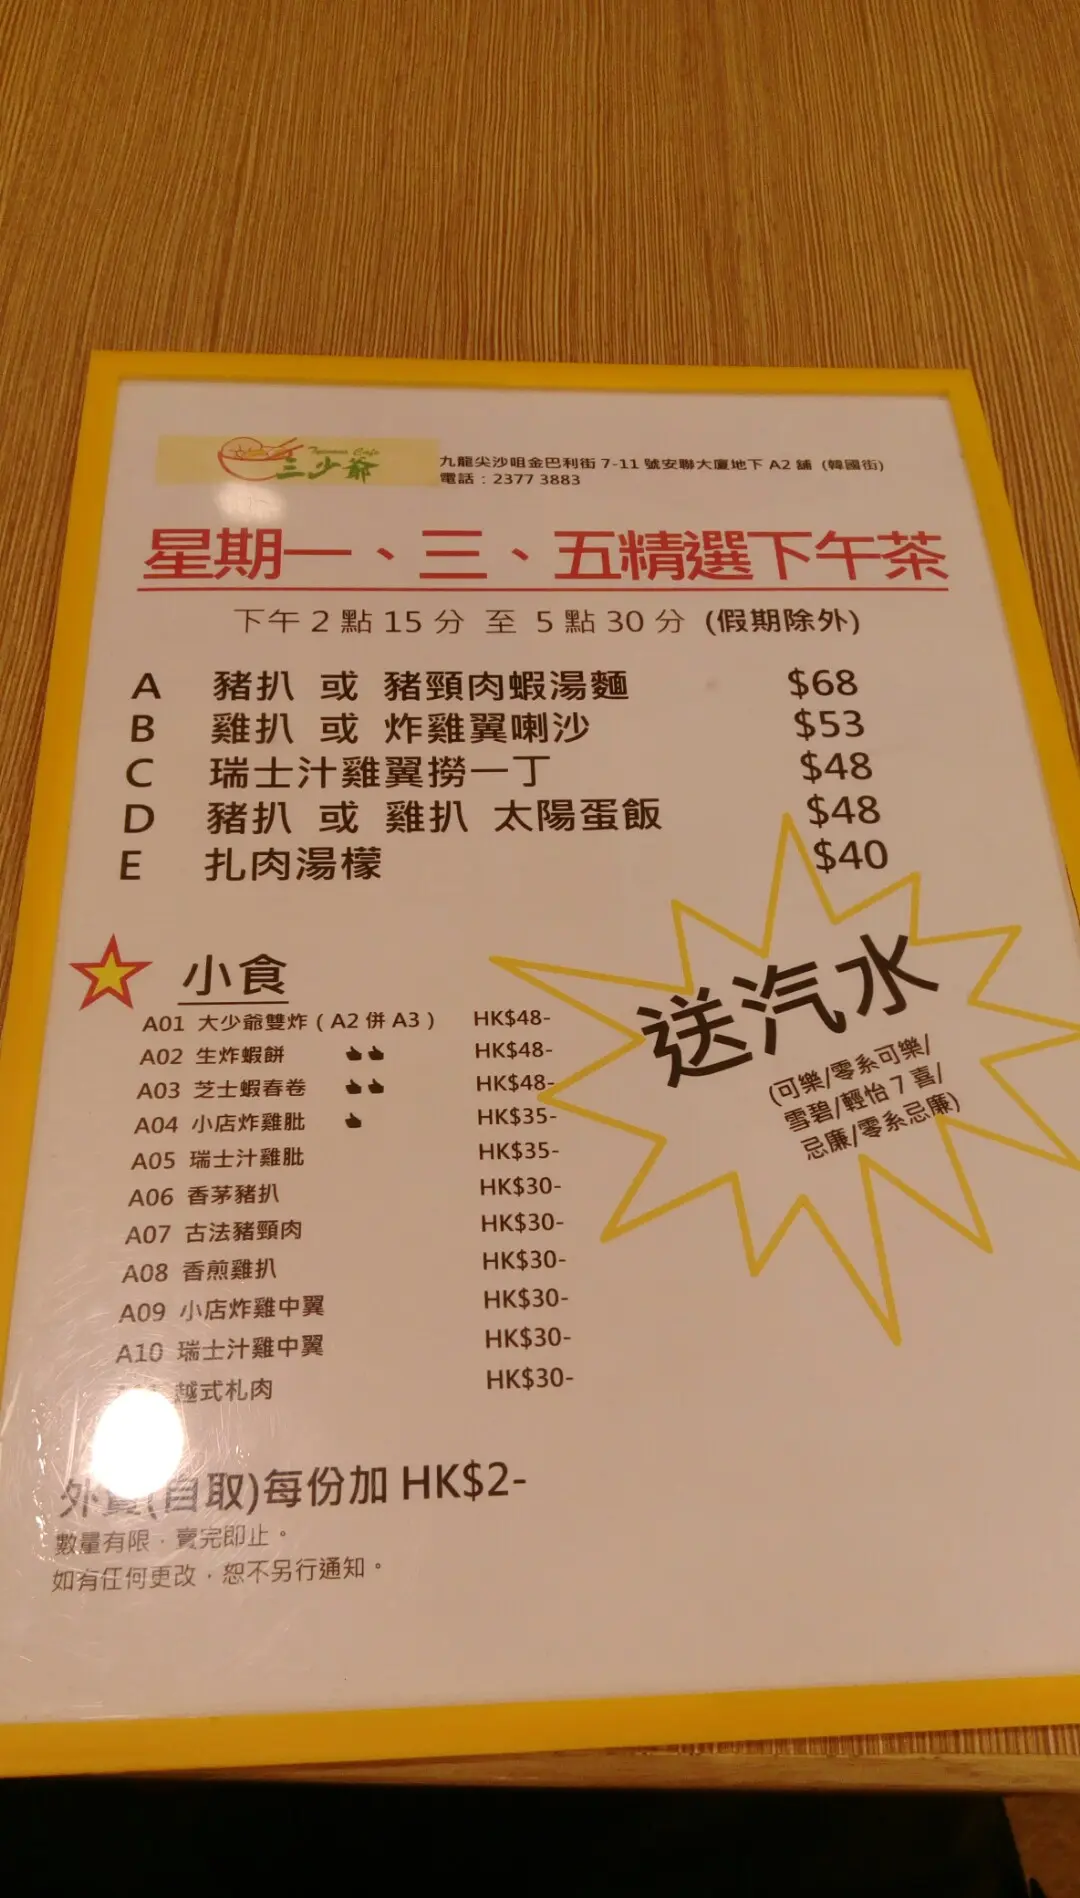 三少爺
九龍尖沙咀金巴利街 7-11 號安聯大廈地下 A2 舖 (韓國街)
電話：2377 3883
星期一、三、五精選下午茶
下午 2 點 15 分 至 5 點 30 分 (假期除外)
A 豬扒 或 豬頸肉蝦湯麵 $68
B 雞扒 或 炸雞翼喇沙 $53
C 瑞士汁雞翼撈一丁 $48
D 豬扒 或 雞扒 太陽蛋飯 $48
E 扎肉湯檬 $40
小食
A01 大少爺雙炸 ( A2 併 A3 ) HK$48-
A02 生炸蝦餅 HK$48-
A03 芝士蝦春卷 HK$48-
A04 小店炸雞肶 HK$35-
A05 瑞士汁雞肶 HK$35-
A06 香茅豬扒 HK$30-
A07 古法豬頸肉 HK$30-
A08 香煎雞扒 HK$30-
A09 小店炸雞中翼 HK$30-
A10 瑞士汁雞中翼 HK$30-
越式札肉 HK$30-
送汽水
(可樂/零系可樂/
雪碧/輕怡 7 喜/
忌廉/零系忌廉)
外賣(自取)每份加 HK$2-
數量有限，賣完即止。
如有任何更改，恕不另行通知。